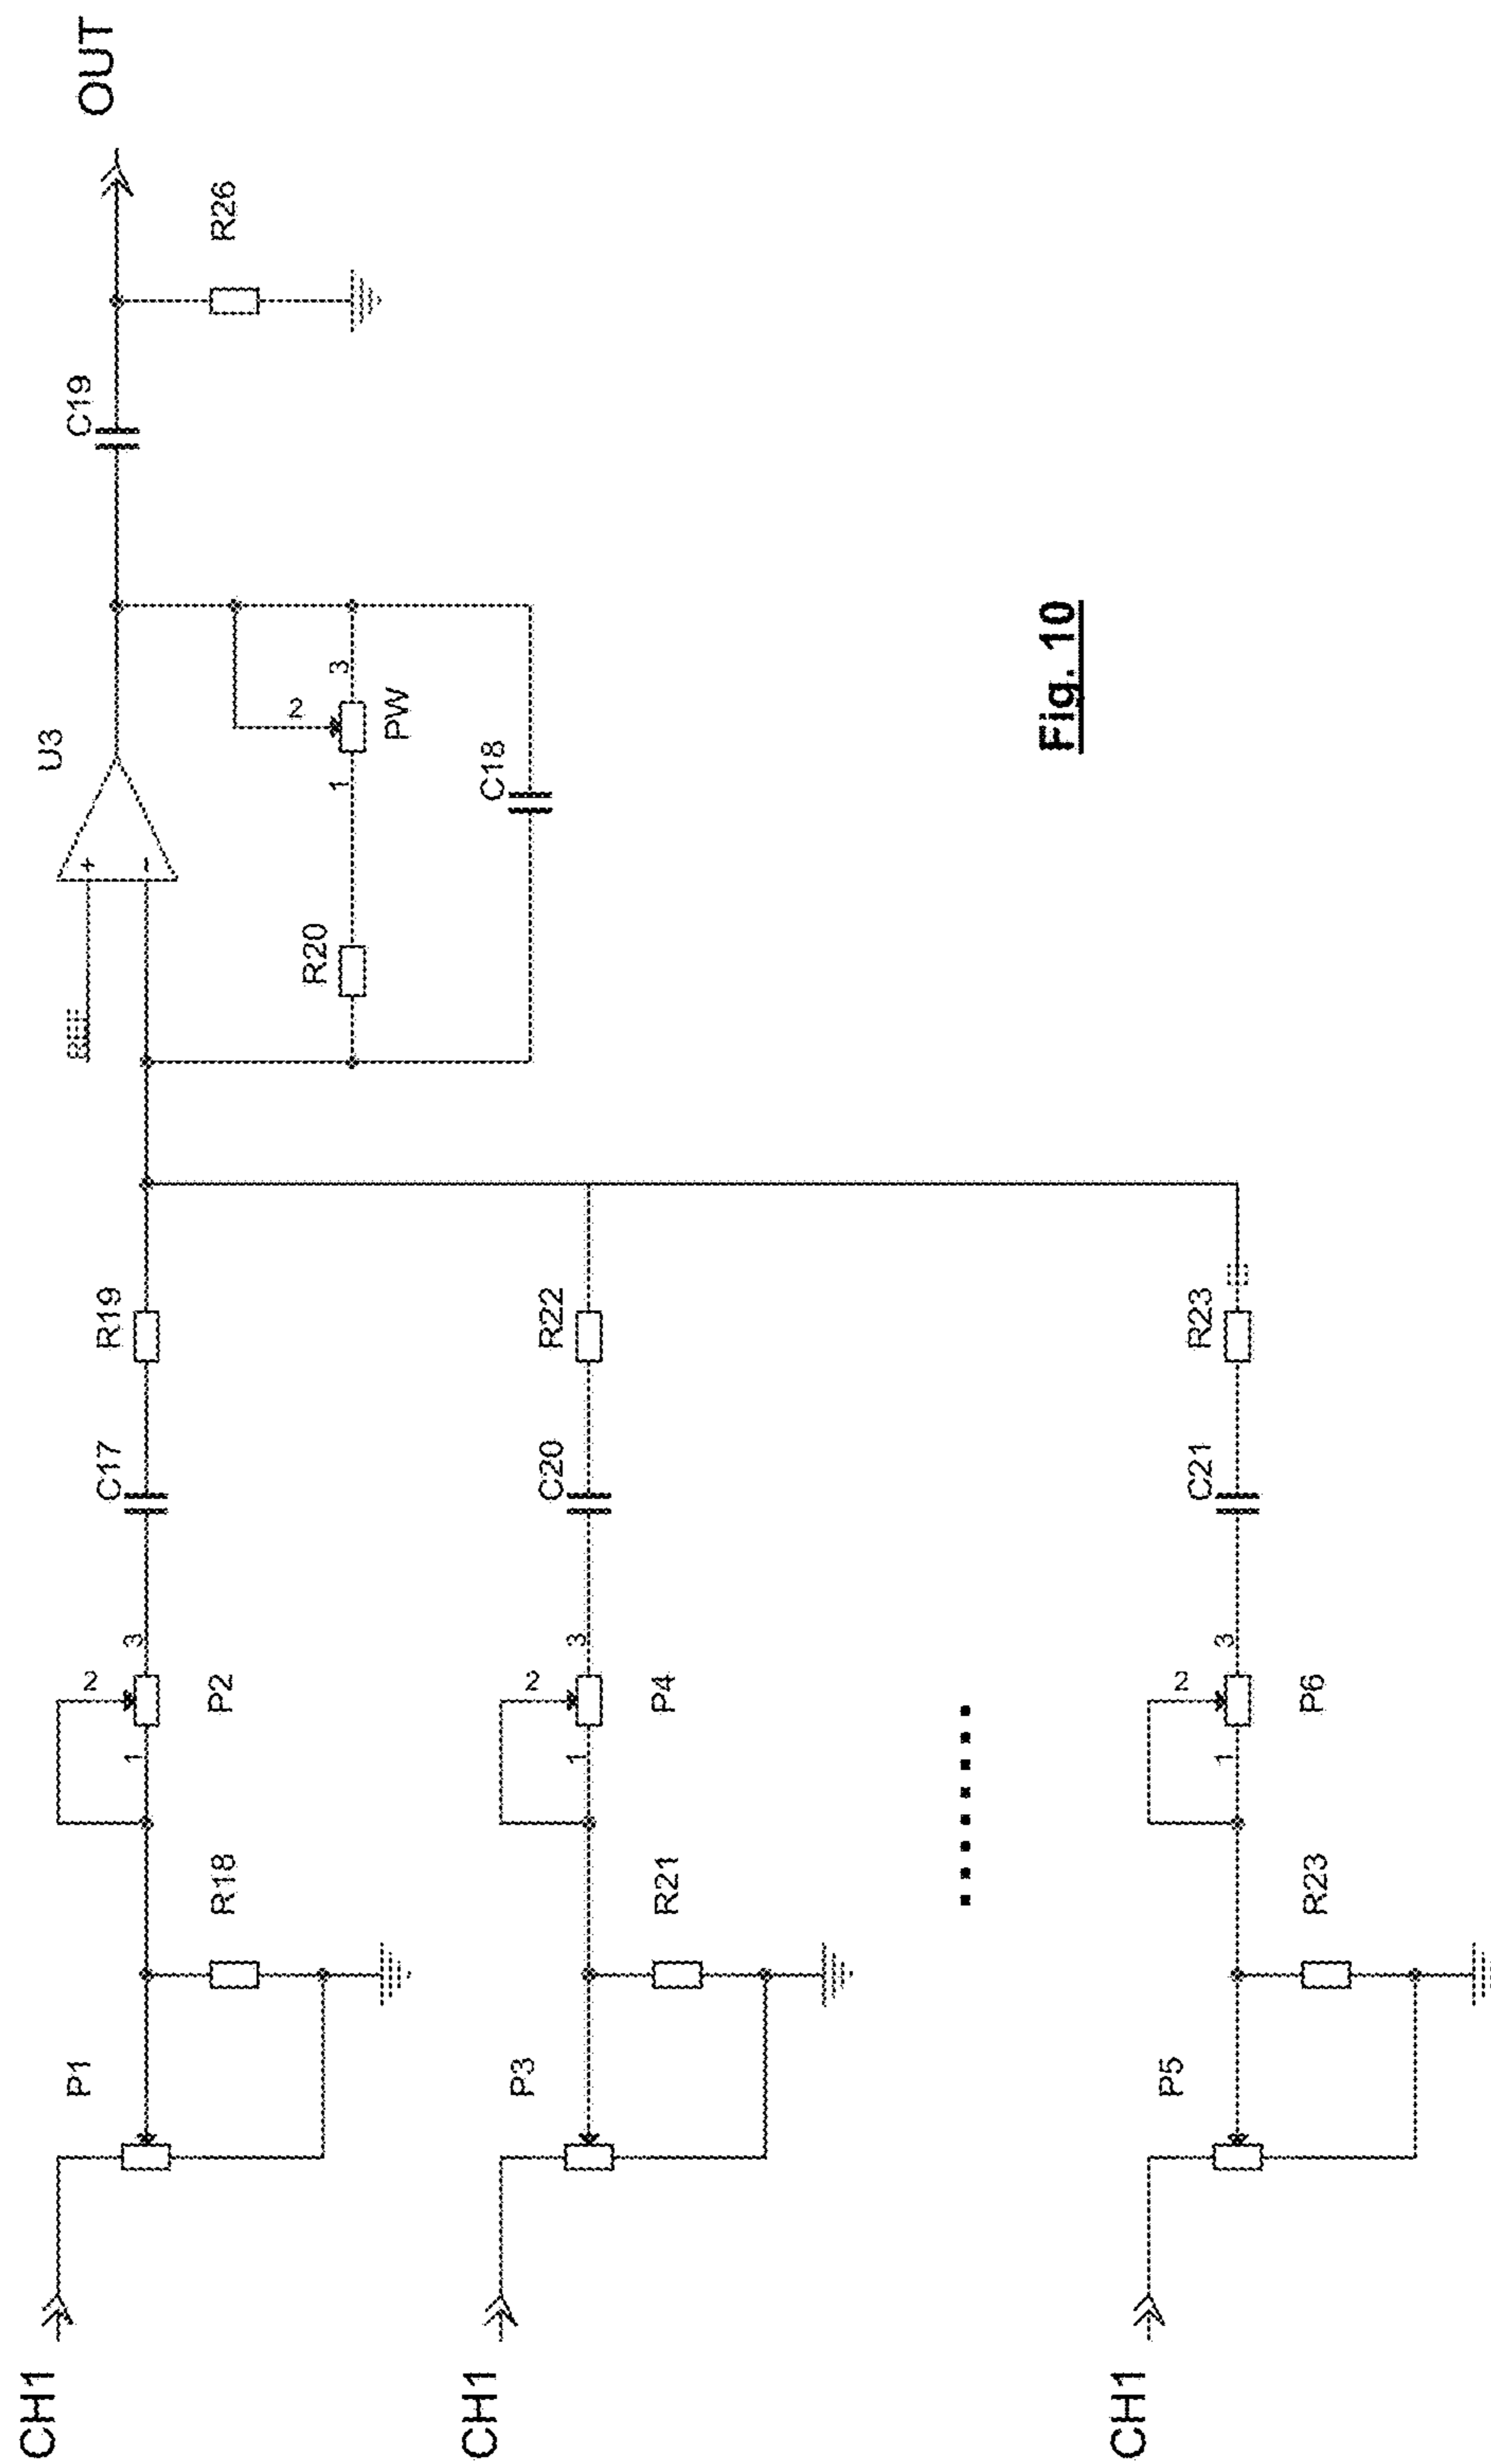 CH1
P1
R18
1
2
3
P2
C17
R19
REF
+
-
U3
R20
1
2
3
PW
C18
C19
R26
OUT
CH1
P3
R21
1
2
3
P4
C20
R22
CH1
P5
R23
1
2
3
P6
C21
R23
Fig. 10